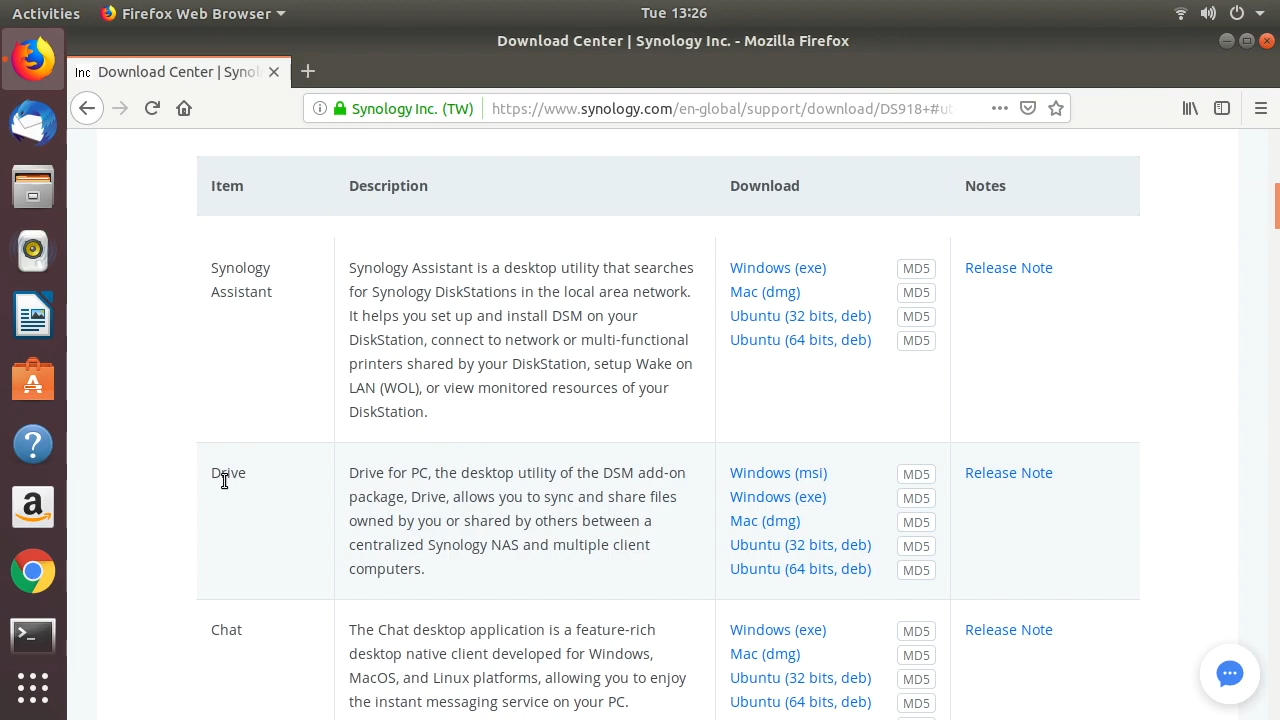 Activities
Firefox Web Browser
Tue 13:26
Download Center | Synology Inc. - Mozilla Firefox
Inc
Download Center | Synol
Synology Inc. (TW)
https://www.synology.com/en-global/support/download/DS918+#ut
Item
Description
Download
Notes
Synology
Assistant
Synology Assistant is a desktop utility that searches
for Synology DiskStations in the local area network.
It helps you set up and install DSM on your
DiskStation, connect to network or multi-functional
printers shared by your DiskStation, setup Wake on
LAN (WOL), or view monitored resources of your
DiskStation.
Windows (exe) MD5
Mac (dmg) MD5
Ubuntu (32 bits, deb) MD5
Ubuntu (64 bits, deb) MD5
Release Note
Drive
Drive for PC, the desktop utility of the DSM add-on
package, Drive, allows you to sync and share files
owned by you or shared by others between a
centralized Synology NAS and multiple client
computers.
Windows (msi) MD5
Windows (exe) MD5
Mac (dmg) MD5
Ubuntu (32 bits, deb) MD5
Ubuntu (64 bits, deb) MD5
Release Note
Chat
The Chat desktop application is a feature-rich
desktop native client developed for Windows,
MacOS, and Linux platforms, allowing you to enjoy
the instant messaging service on your PC.
Windows (exe) MD5
Mac (dmg) MD5
Ubuntu (32 bits, deb) MD5
Ubuntu (64 bits, deb) MD5
Release Note